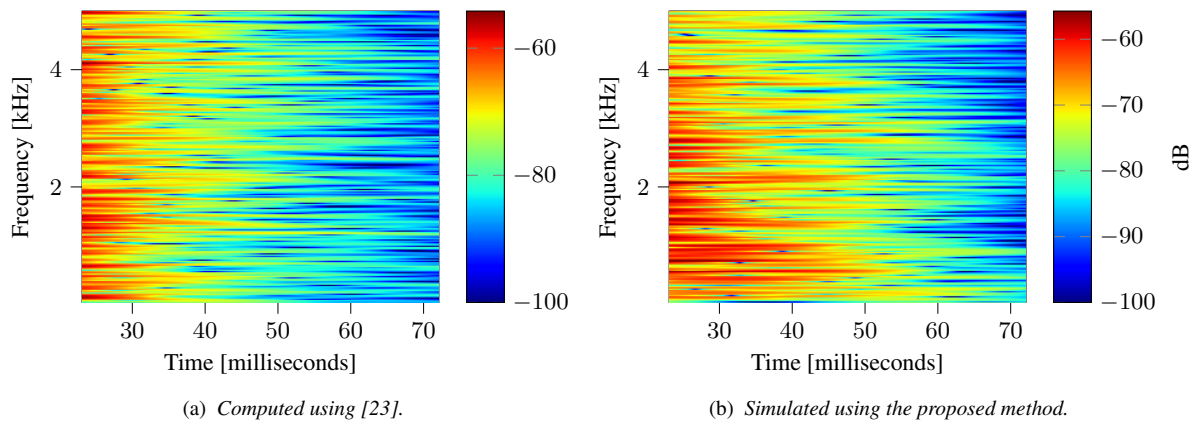 −60
−80
−100
4
2
Frequency [kHz]
30 40 50 60 70
Time [milliseconds]
(a) Computed using [23].
−60
−70
−80
−90
−100
dB
4
2
Frequency [kHz]
30 40 50 60 70
Time [milliseconds]
(b) Simulated using the proposed method.